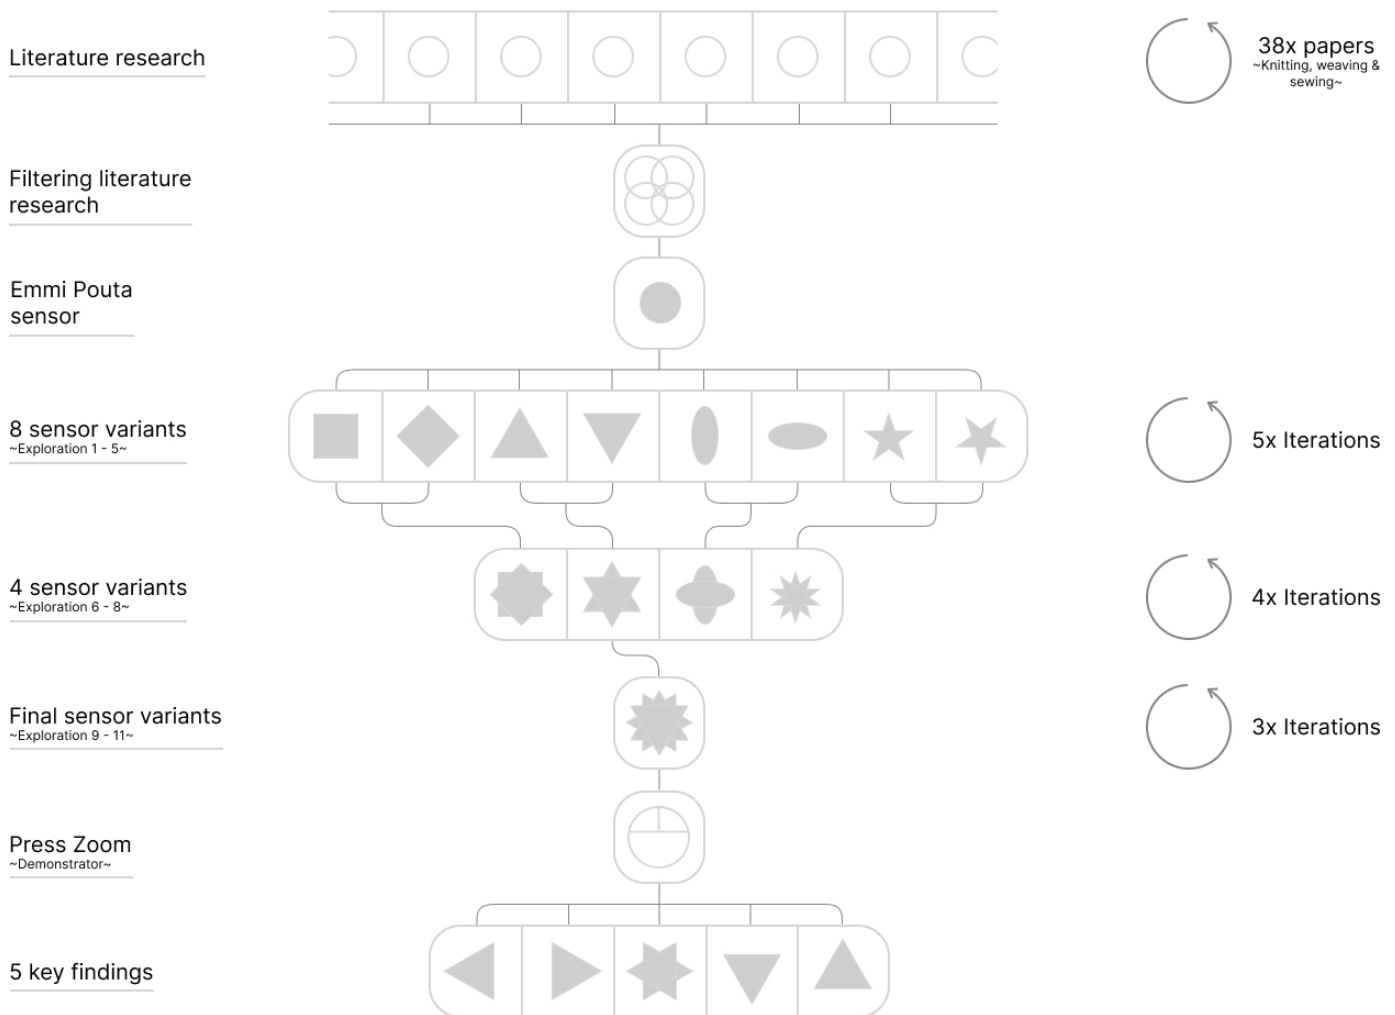 Literature research
38x papers
~Knitting, weaving &
sewing~
Filtering literature
research
Emmi Pouta
sensor
8 sensor variants
~Exploration 1 - 5~
5x Iterations
4 sensor variants
~Exploration 6 - 8~
4x Iterations
Final sensor variants
~Exploration 9 - 11~
3x Iterations
Press Zoom
~Demonstrator~
5 key findings